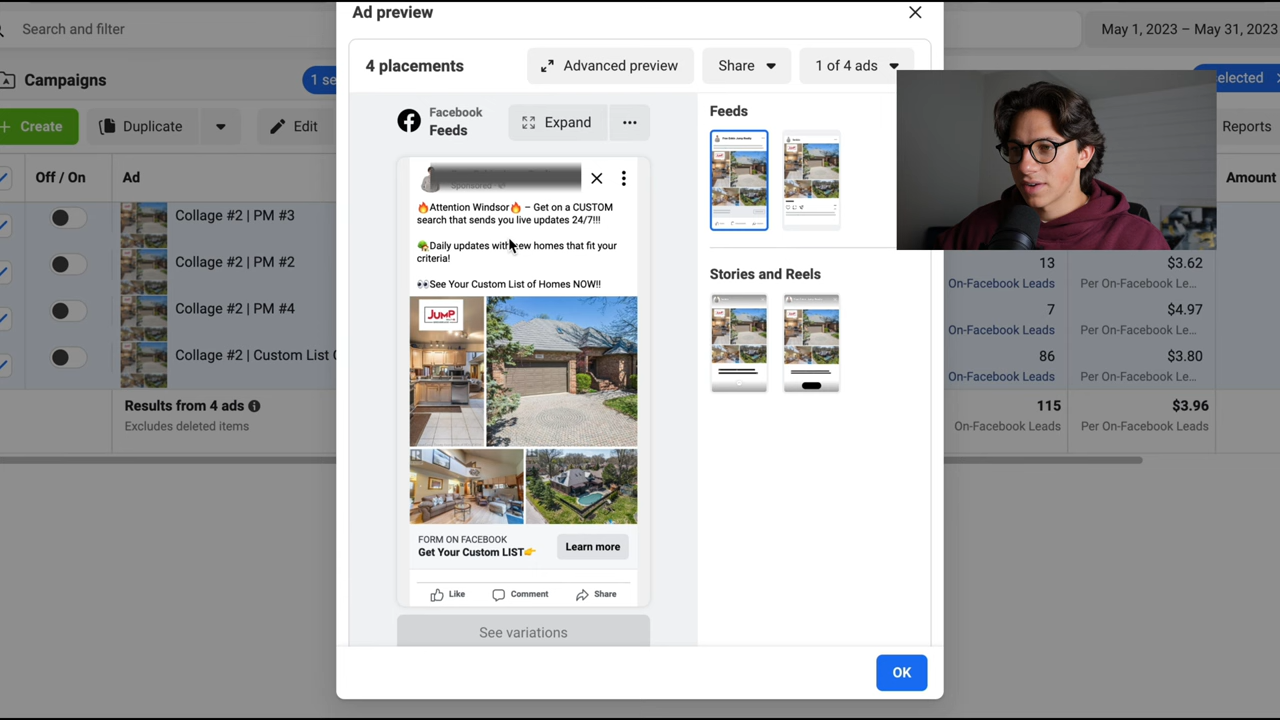 Ad preview
Search and filter
May 1, 2023 – May 31, 2023
4 placements
Advanced preview
Share
1 of 4 ads
Campaigns
1 se
elected
Create
Duplicate
Edit
Reports
Facebook
Feeds
Expand
Feeds
Off / On
Ad
Amount
Sponsored
Collage #2 | PM #3
Collage #2 | PM #2
Collage #2 | PM #4
Collage #2 | Custom List
🔥Attention Windsor🔥 – Get on a CUSTOM
search that sends you live updates 24/7!!!
🌳Daily updates with new homes that fit your
criteria!
👀See Your Custom List of Homes NOW!!
JUMP
Stories and Reels
13
$3.62
On-Facebook Leads
Per On-Facebook Le...
7
$4.97
On-Facebook Leads
Per On-Facebook Le...
86
$3.80
On-Facebook Leads
Per On-Facebook Le...
Results from 4 ads
Excludes deleted items
115
$3.96
On-Facebook Leads
Per On-Facebook Leads
FORM ON FACEBOOK
Get Your Custom LIST👉
Learn more
Like
Comment
Share
See variations
OK